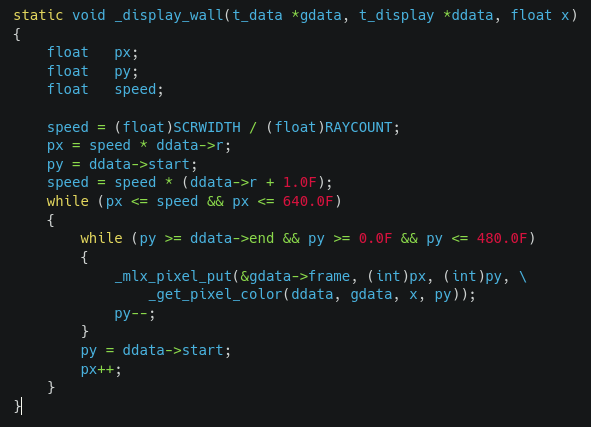 static void _display_wall(t_data *gdata, t_display *ddata, float x)
{
    float   px;
    float   py;
    float   speed;

    speed = (float)SCRWIDTH / (float)RAYCOUNT;
    px = speed * ddata->r;
    py = ddata->start;
    speed = speed * (ddata->r + 1.0F);
    while (px <= speed && px <= 640.0F)
    {
        while (py >= ddata->end && py >= 0.0F && py <= 480.0F)
        {
            _mlx_pixel_put(&gdata->frame, (int)px, (int)py, \
                _get_pixel_color(ddata, gdata, x, py));
            py--;
        }
        py = ddata->start;
        px++;
    }
}